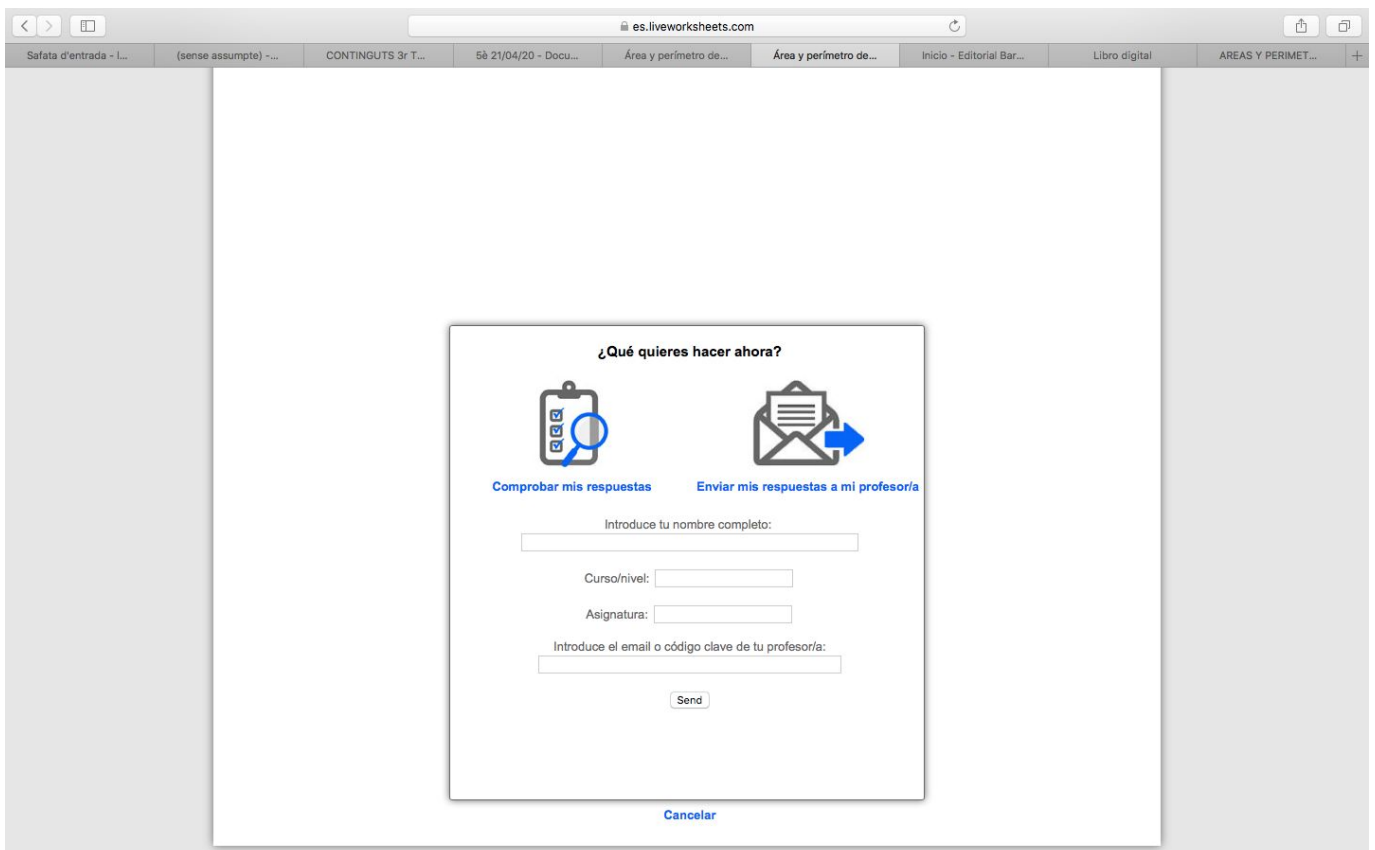 es.liveworksheets.com
Safata d'entrada - I...
(sense assumpte) -...
CONTINGUTS 3r T...
5è 21/04/20 - Docu...
Área y perímetro de...
Área y perímetro de...
Inicio - Editorial Bar...
Libro digital
AREAS Y PERIMET...
¿Qué quieres hacer ahora?
Comprobar mis respuestas
Enviar mis respuestas a mi profesor/a
Introduce tu nombre completo:
Curso/nivel:
Asignatura:
Introduce el email o código clave de tu profesor/a:
Send
Cancelar